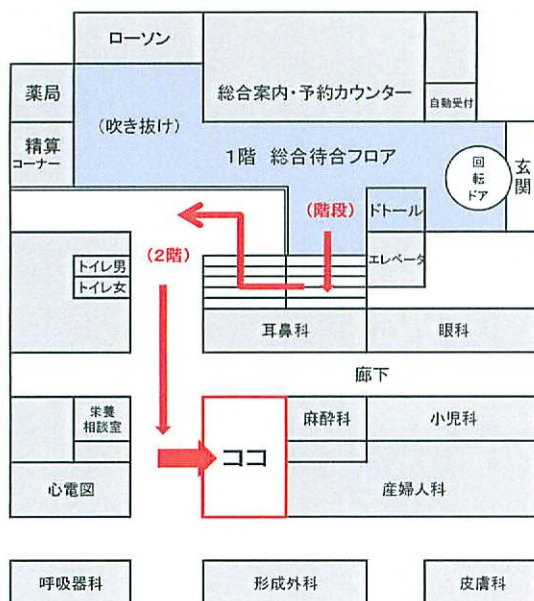 ローソン
薬局
総合案内・予約カウンター
自動受付
(吹き抜け)
精算
コーナー
1階 総合待合フロア
回
転
ド
ア
玄
関
(階段)
ドトール
(2階)
エレベータ
トイレ男
トイレ女
耳鼻科
眼科
廊下
栄養
相談室
ココ
麻酔科
小児科
心電図
産婦人科
呼吸器科
形成外科
皮膚科